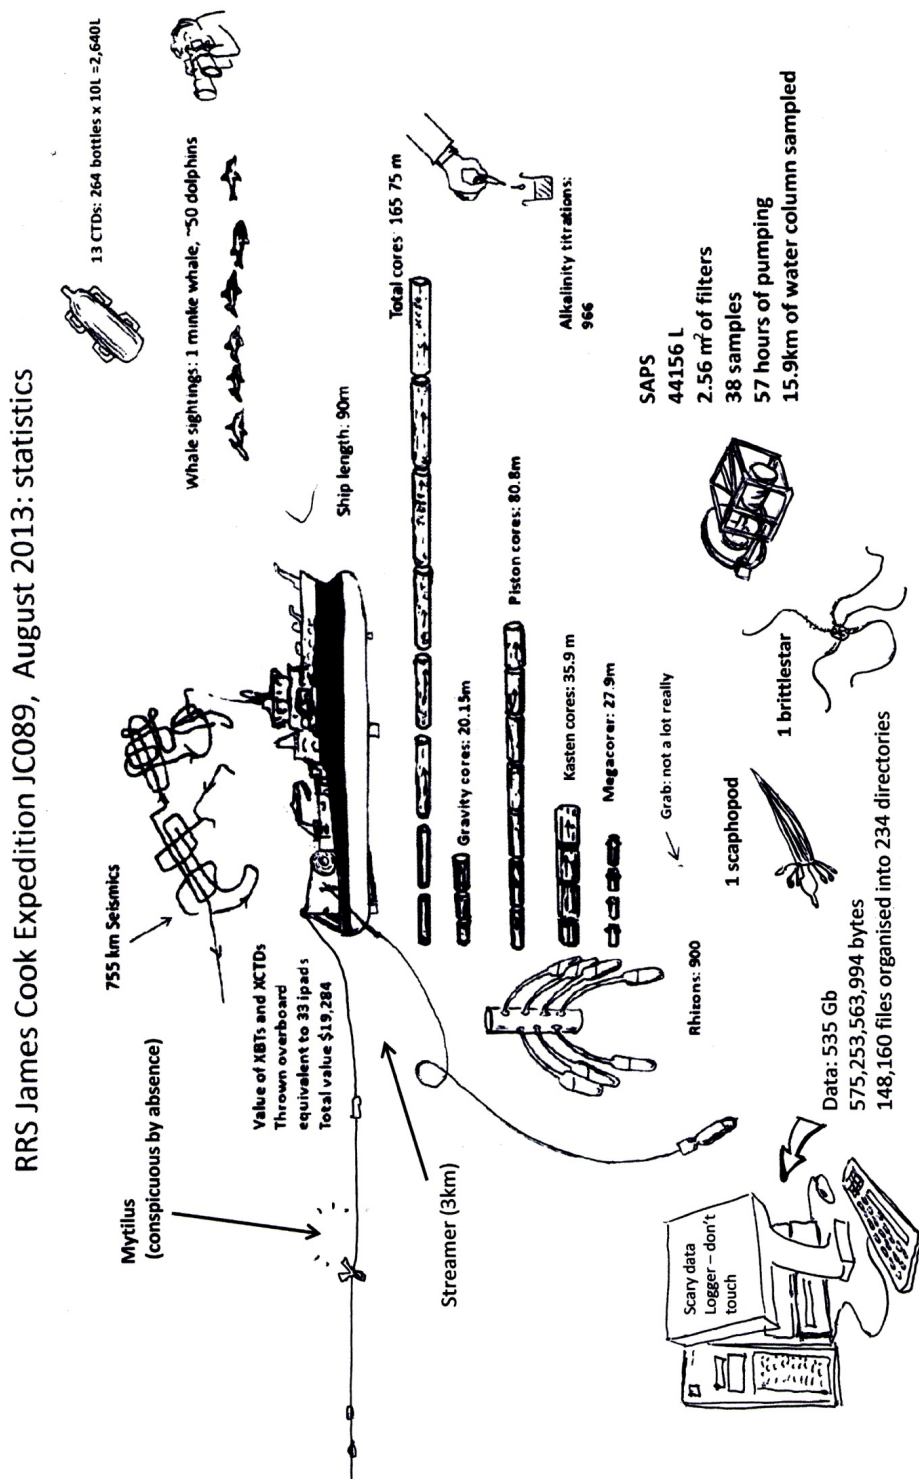 RRS James Cook Expedition JC089, August 2013: statistics
13 CTDs: 264 bottles x 10L =2,640L
755 km Seismics
Whale sightings: 1 minke whale, ~50 dolphins
Mytilus
(conspicuous by absence)
Value of XBTs and XCTDs
Thrown overboard
equivalent to 33 ipads
Total value $19,284
Ship length: 90m
Streamer (3km)
Total cores 165 75 m
Gravity cores: 20.15m
Piston cores: 80.8m
Kasten cores: 35.9 m
Megacorer: 27.9m
Grab: not a lot really
Alkalinity titrations:
966
Rhizons: 900
SAPS
44156 L
2.56 m² of filters
38 samples
57 hours of pumping
15.9km of water column sampled
1 scaphopod
1 brittlestar
Scary data
Logger – don't
touch
Data: 535 Gb
575,253,563,994 bytes
148,160 files organised into 234 directories